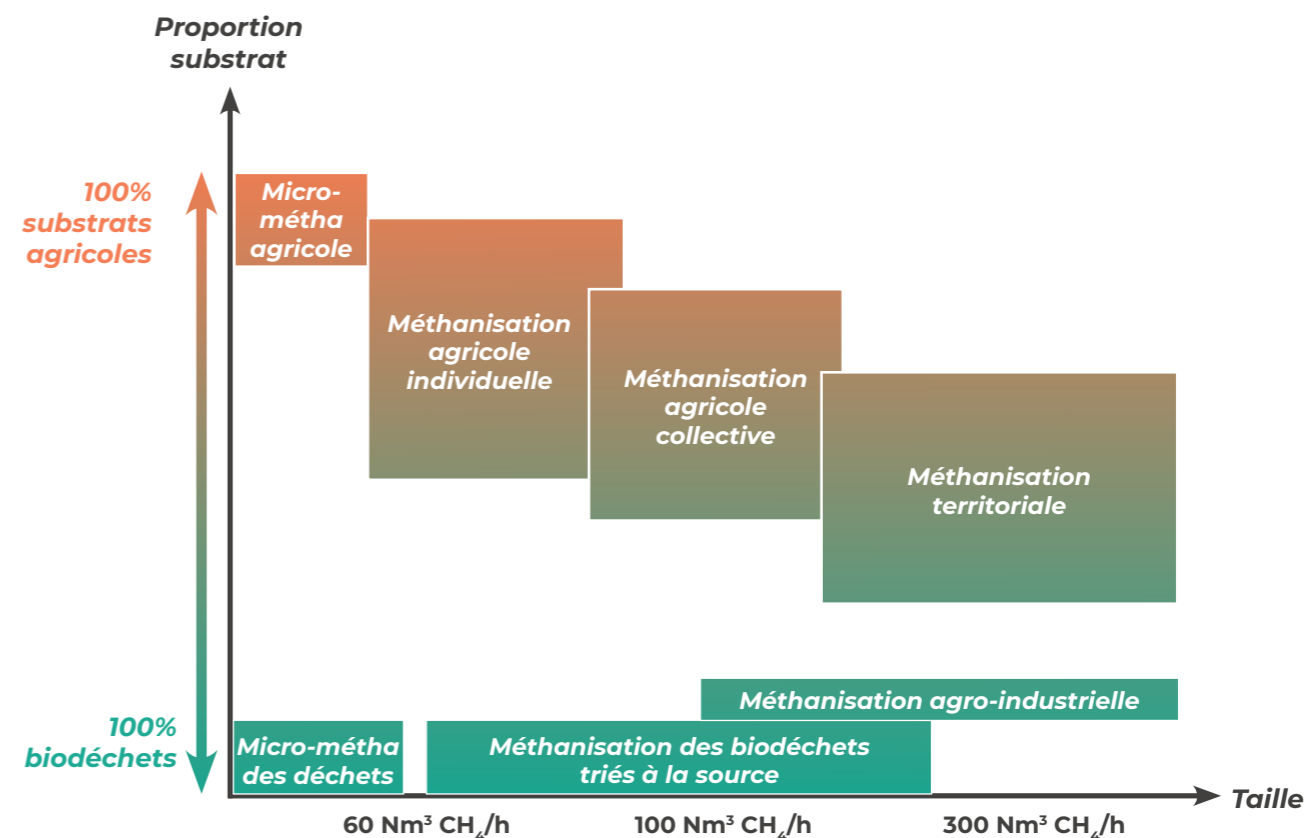 Proportion
substrat
100%
substrats
agricoles
Micro-
métha
agricole
Méthanisation
agricole
individuelle
Méthanisation
agricole
collective
Méthanisation
territoriale
Méthanisation agro-industrielle
100%
biodéchets
Micro-métha
des déchets
Méthanisation des biodéchets
triés à la source
Taille
60 Nm³ CH₄/h
100 Nm³ CH₄/h
300 Nm³ CH₄/h